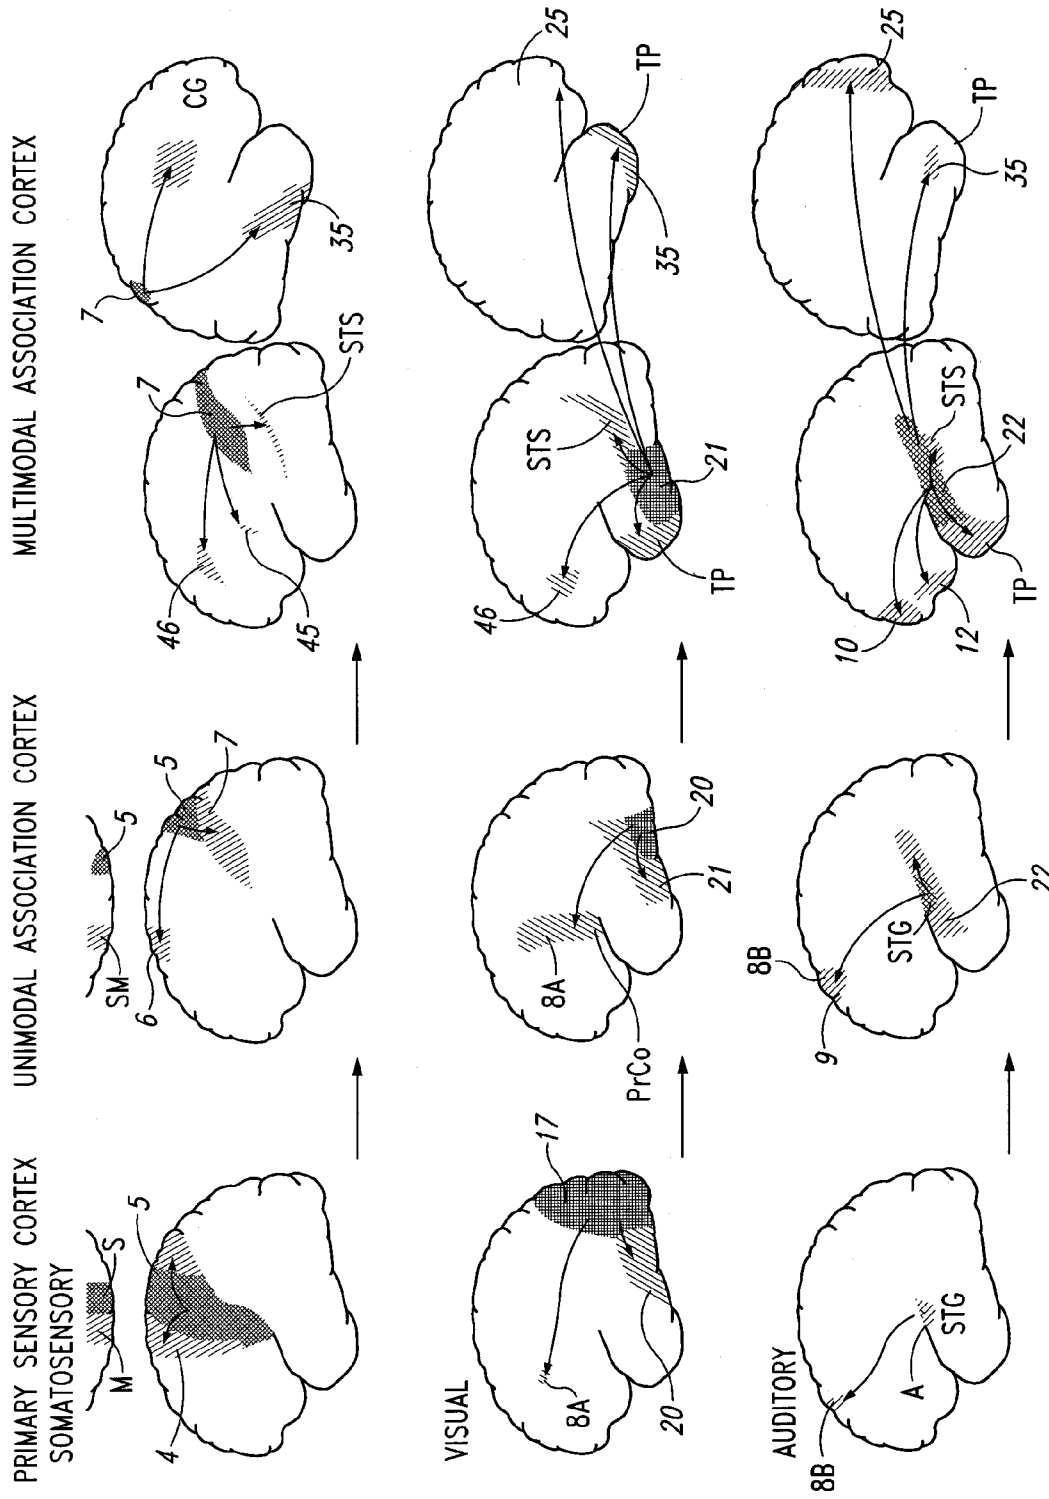 PRIMARY SENSORY CORTEX
UNIMODAL ASSOCIATION CORTEX
MULTIMODAL ASSOCIATION CORTEX
SOMATOSENSORY
M
S
5
4
SM
5
6
5
7
46
45
7
STS
7
CG
35
VISUAL
17
8A
20
8A
PrCo
20
21
46
STS
TP
21
25
TP
35
AUDITORY
8B
A
STG
8B
9
STG
22
10
12
TP
STS
22
25
TP
35